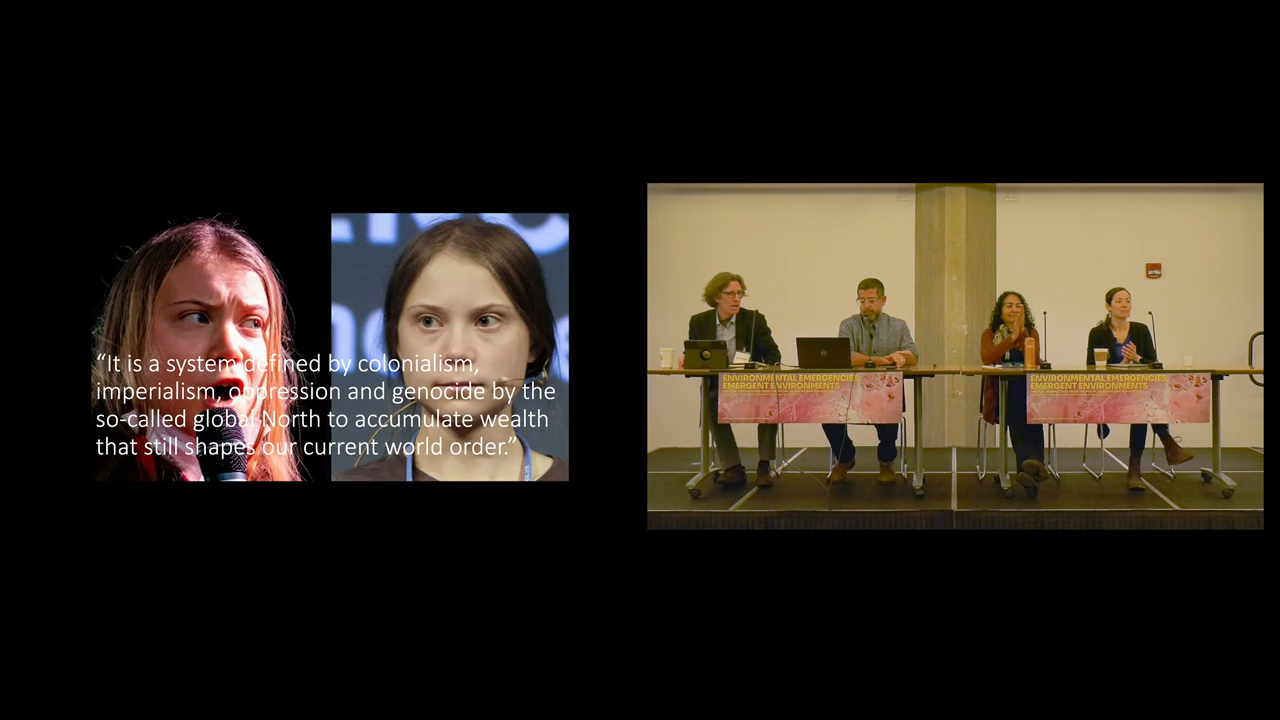 “It is a system defined by colonialism,
imperialism, oppression and genocide by the
so-called global North to accumulate wealth
that still shapes our current world order.”
ENVIRONMENTAL EMERGENCIES,
EMERGENT ENVIRONMENTS
ENVIRONMENTAL EMERGENCIES,
EMERGENT ENVIRONMENTS